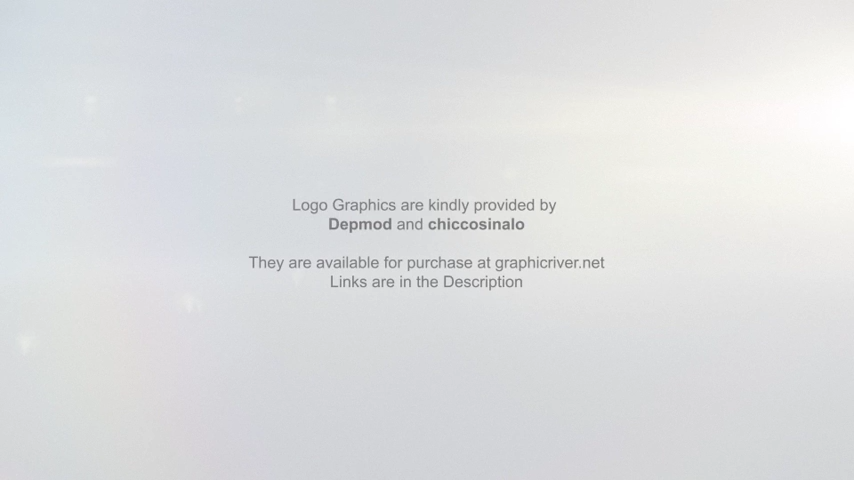 Logo Graphics are kindly provided by
Depmod and chiccosinalo
They are available for purchase at graphicriver.net
Links are in the Description